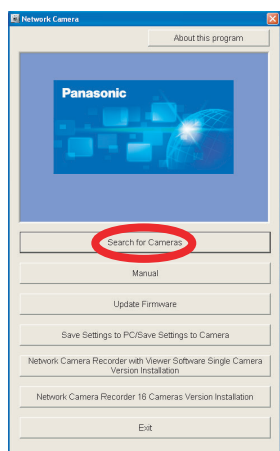 Network Camera
About this program
Panasonic
Search for Cameras
Manual
Update Firmware
Save Settings to PC/Save Settings to Camera
Network Camera Recorder with Viewer Software Single Camera
Version Installation
Network Camera Recorder 16 Cameras Version Installation
Exit